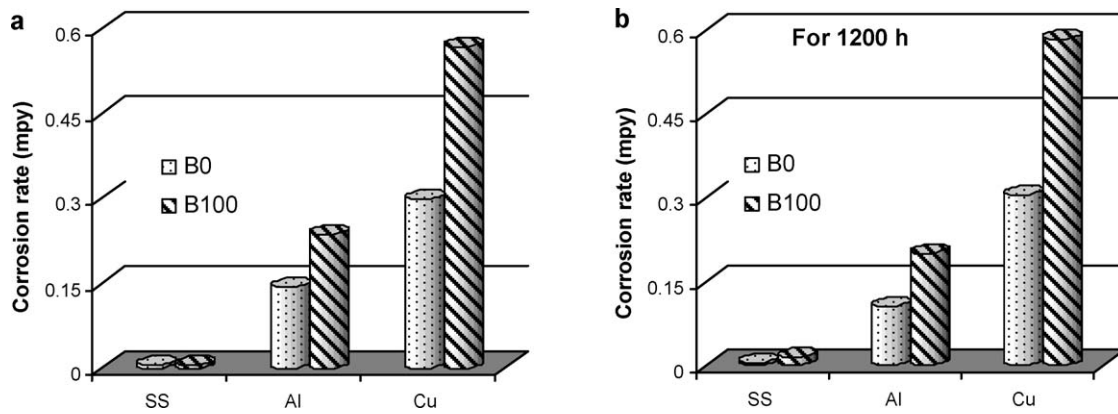 a
Corrosion rate (mpy)
0.6
0.45
0.3
0.15
0
B0
B100
SS Al Cu
b
For 1200 h
Corrosion rate (mpy)
0.6
0.45
0.3
0.15
0
B0
B100
SS Al Cu